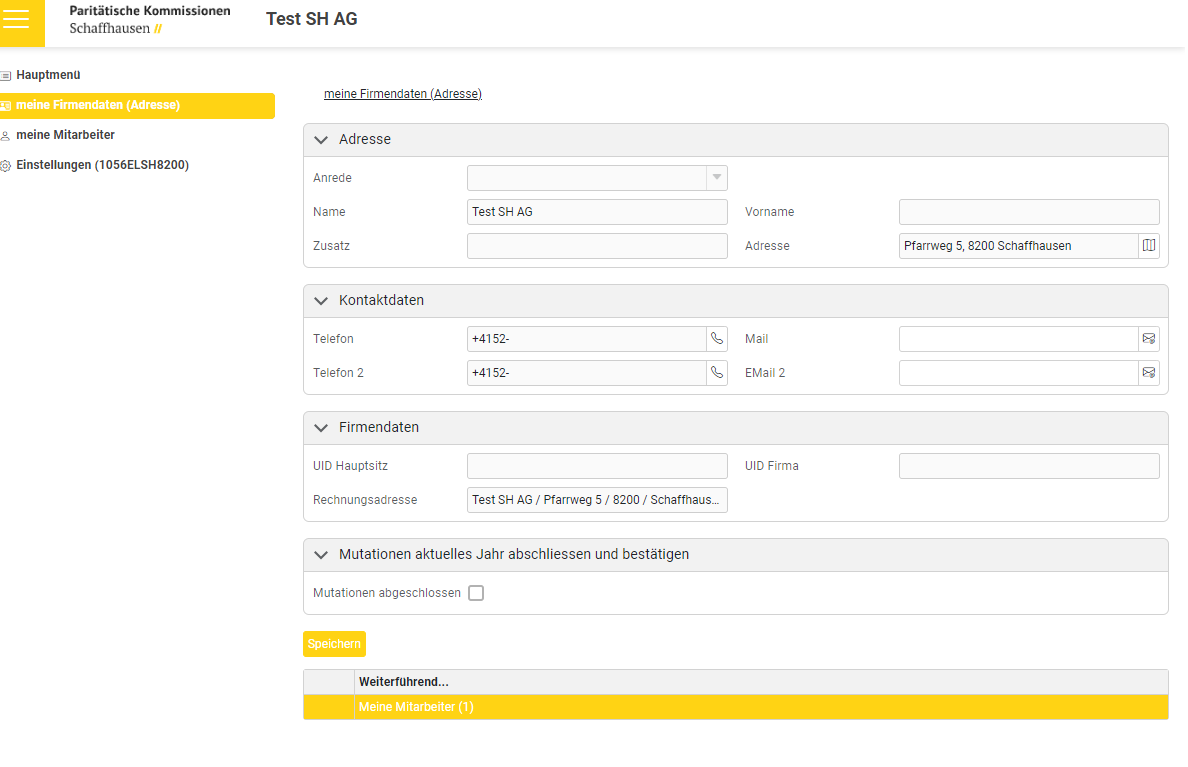 Paritätische Kommissionen
Schaffhausen //
Test SH AG
Hauptmenü
meine Firmendaten (Adresse)
meine Mitarbeiter
Einstellungen (1056ELSH8200)
meine Firmendaten (Adresse)
Adresse
Anrede
Name Test SH AG Vorname
Zusatz Adresse Pfarrweg 5, 8200 Schaffhausen
Kontaktdaten
Telefon +4152- Mail
Telefon 2 +4152- EMail 2
Firmendaten
UID Hauptsitz UID Firma
Rechnungsadresse Test SH AG / Pfarrweg 5 / 8200 / Schaffhaus...
Mutationen aktuelles Jahr abschliessen und bestätigen
Mutationen abgeschlossen
Speichern
Weiterführend...
Meine Mitarbeiter (1)